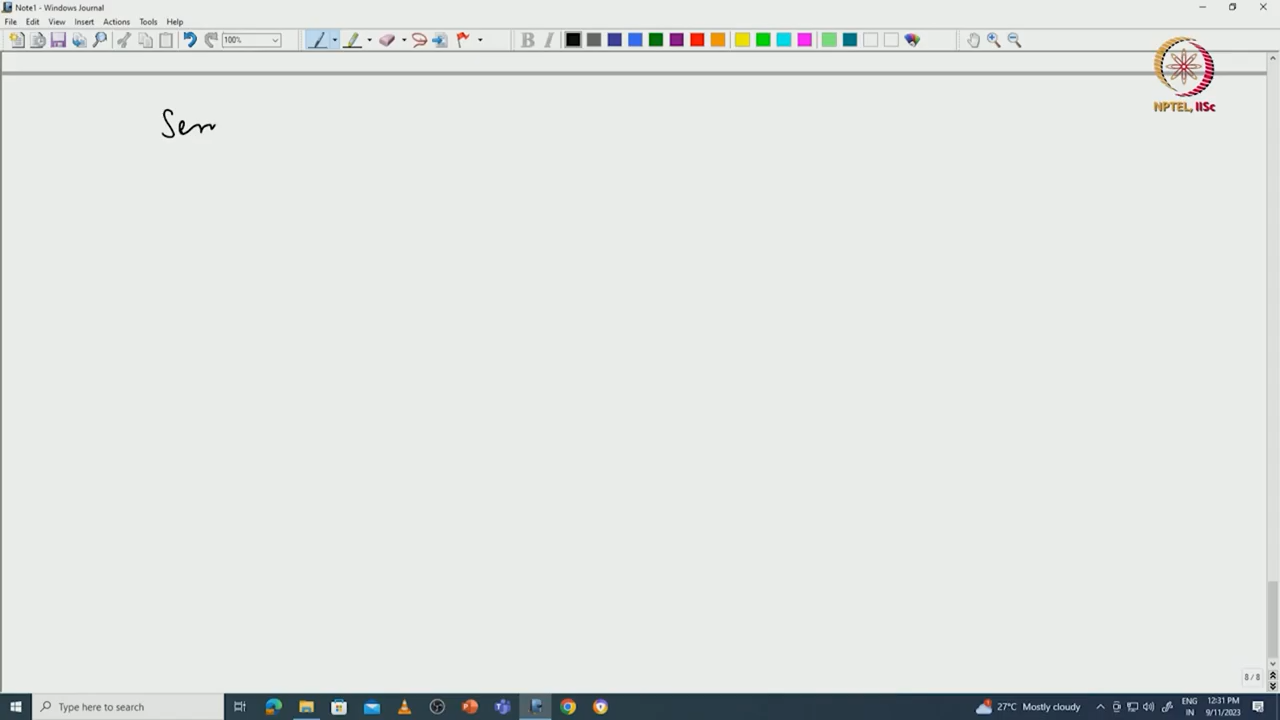 Note1 - Windows Journal
File Edit View Insert Actions Tools Help
100%
B I
NPTEL, IISc
Sem
8 / 8
Type here to search
27°C Mostly cloudy
ENG
IN
12:31 PM
9/11/2023